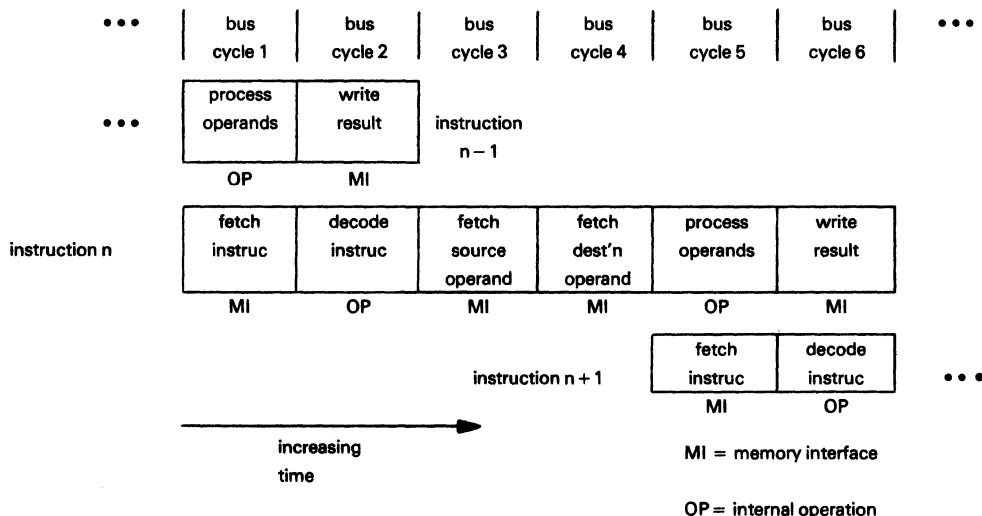 ••• bus bus bus bus bus bus •••
cycle 1 cycle 2 cycle 3 cycle 4 cycle 5 cycle 6
process write
••• operands result instruction
n – 1
OP MI
fetch decode fetch fetch process write
instruction n instruc instruc source dest'n operands result
operand operand
MI OP MI MI OP MI
fetch decode
instruction n + 1 instruc instruc •••
MI OP
increasing
time
MI = memory interface
OP = internal operation